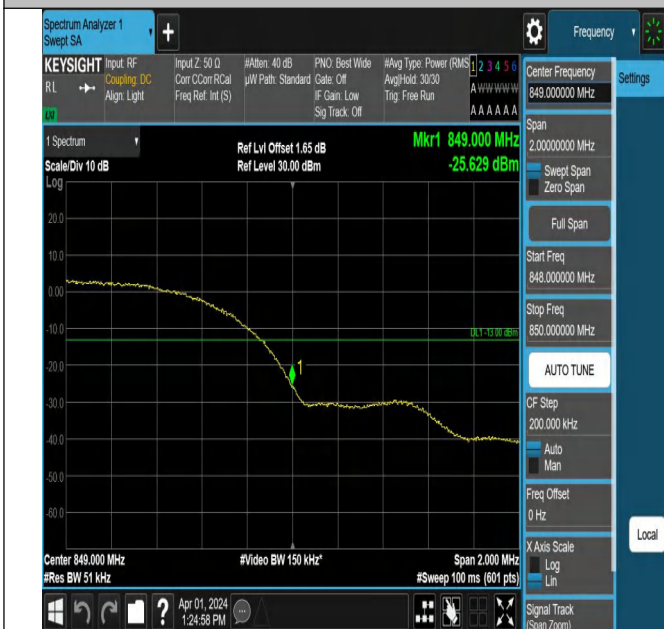 Spectrum Analyzer 1
Swept SA
+
Frequency
KEYSIGHT
RL
LXI
Input: RF
Coupling: DC
Align: Light
Input Z: 50 Ω
Corr CCorr RCal
Freq Ref: Int (S)
#Atten: 40 dB
µW Path: Standard
PNO: Best Wide
Gate: Off
IF Gain: Low
Sig Track: Off
#Avg Type: Power (RMS
Avg|Hold: 30/30
Trig: Free Run
1 2 3 4 5 6
A W W W W W
A A A A A A
1 Spectrum
Scale/Div 10 dB
Log
Ref Lvl Offset 1.65 dB
Ref Level 30.00 dBm
Mkr1 849.000 MHz
-25.629 dBm
20.0
10.0
0.00
-10.0
-20.0
-30.0
-40.0
-50.0
-60.0
DL1 -13.00 dBm
1
Center 849.000 MHz
#Res BW 51 kHz
#Video BW 150 kHz*
Span 2.000 MHz
#Sweep 100 ms (601 pts)
?
Apr 01, 2024
1:24:58 PM
Center Frequency
849.000000 MHz
Span
2.00000000 MHz
Swept Span
Zero Span
Full Span
Start Freq
848.000000 MHz
Stop Freq
850.000000 MHz
AUTO TUNE
CF Step
200.000 kHz
Auto
Man
Freq Offset
0 Hz
X Axis Scale
Log
Lin
Signal Track
(Span Zoom)
Settings
Local